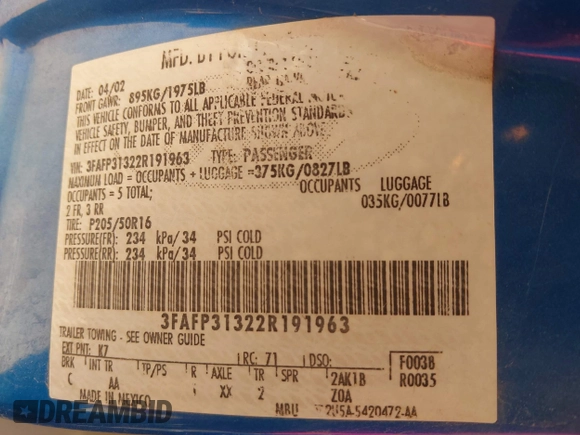 MFD. BY FO
DATE: 04/02
FRONT GAWR: 895KG/1975LB
THIS VEHICLE CONFORMS TO ALL APPLICABLE FEDERAL MOTOR
VEHICLE SAFETY, BUMPER, AND THEFT PREVENTION STANDARDS
IN EFFECT ON THE DATE OF MANUFACTURE SHOWN ABOVE.
VIN: 3FAFP31322R191963 TYPE: PASSENGER
MAXIMUM LOAD = OCCUPANTS + LUGGAGE =375KG/0827LB
OCCUPANTS = 5 TOTAL; OCCUPANTS LUGGAGE
2 FR, 3 RR 035KG/0077LB
TIRE: P205/50R16
PRESSURE(FR): 234 kPa/34 PSI COLD
PRESSURE(RR): 234 kPa/34 PSI COLD
3FAFP31322R191963
TRAILER TOWING - SEE OWNER GUIDE
EXT PNT: K7 RC: 71 DSO: F0038
BRK INT TR TP/PS R AXLE TR SPR 2AK1B R0035
C AA XX 2 Z0A
MADE IN MEXICO 5420472-AA
DREAMBID